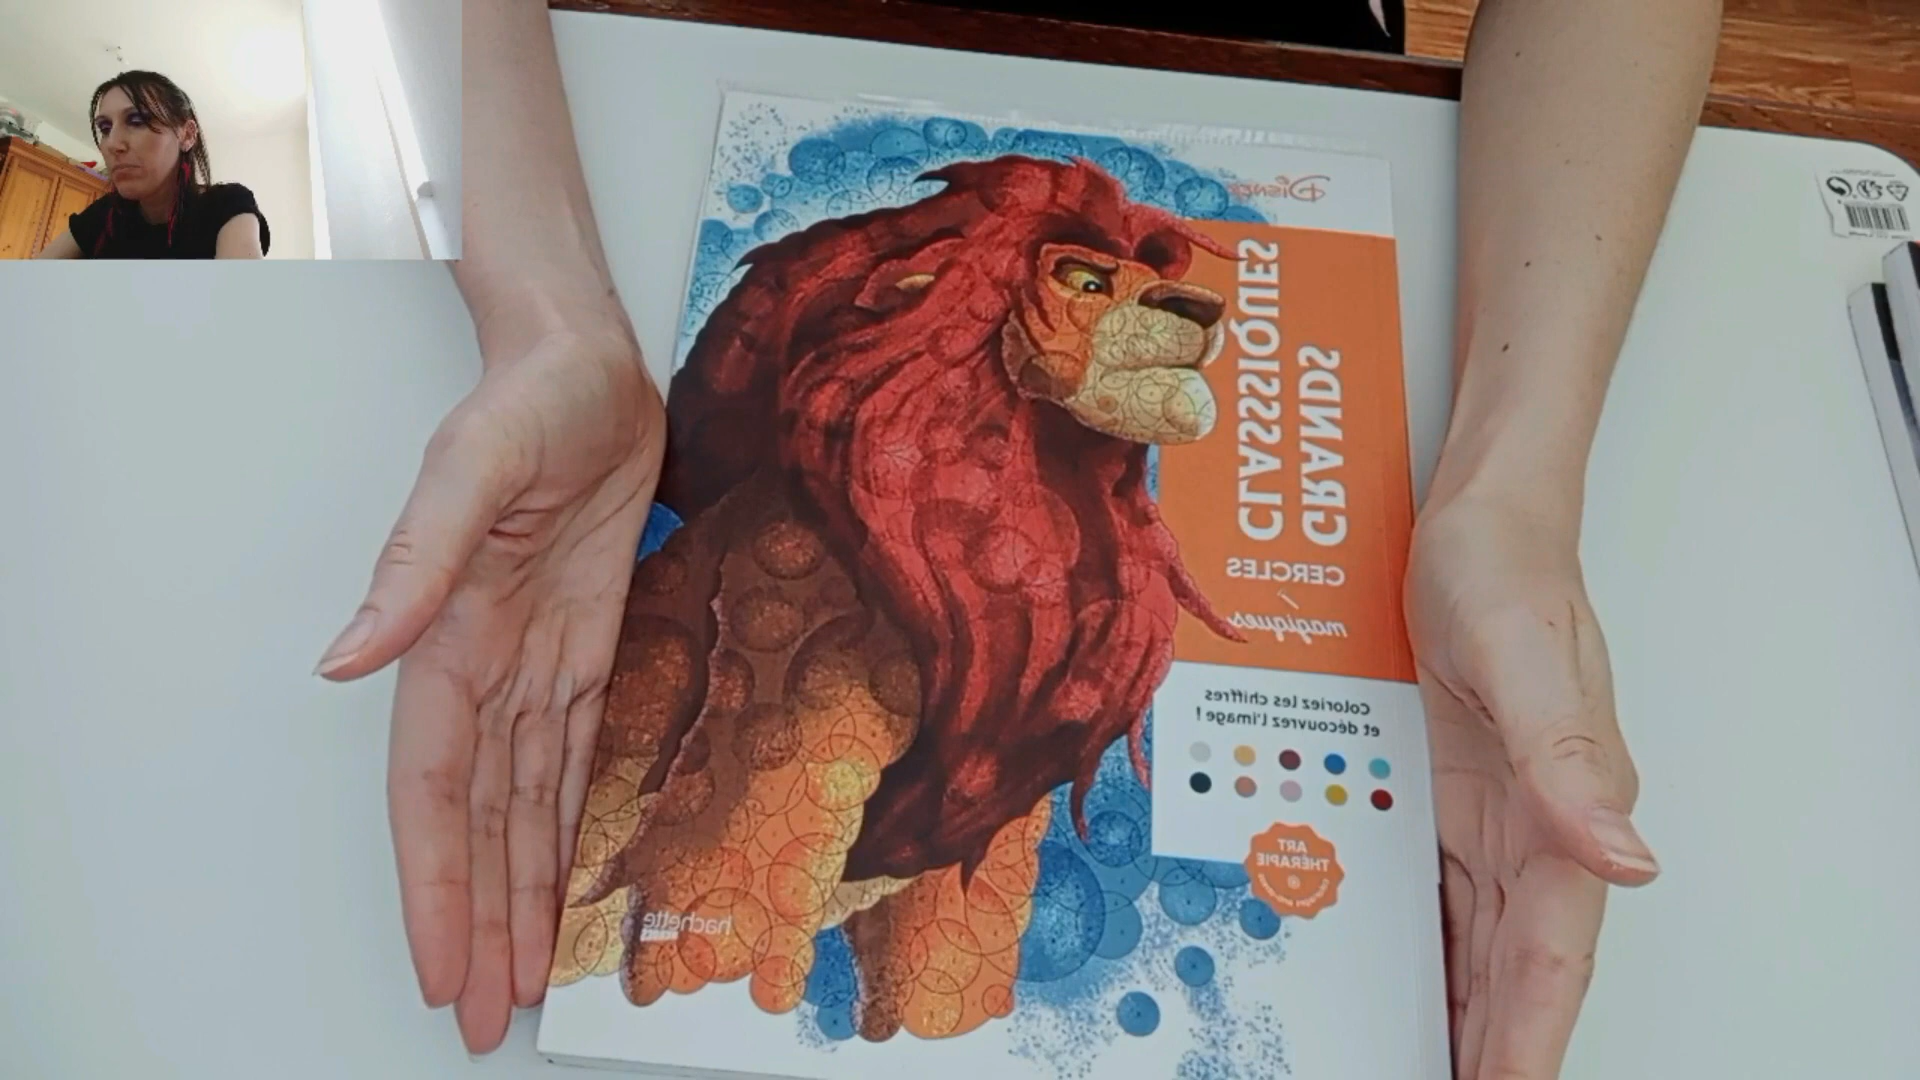 Disney
GRANDS
CLASSIQUES
CERCLES
magiques
Coloriez les chiffres
et découvrez l'image !
ART
THÉRAPIE
hachette